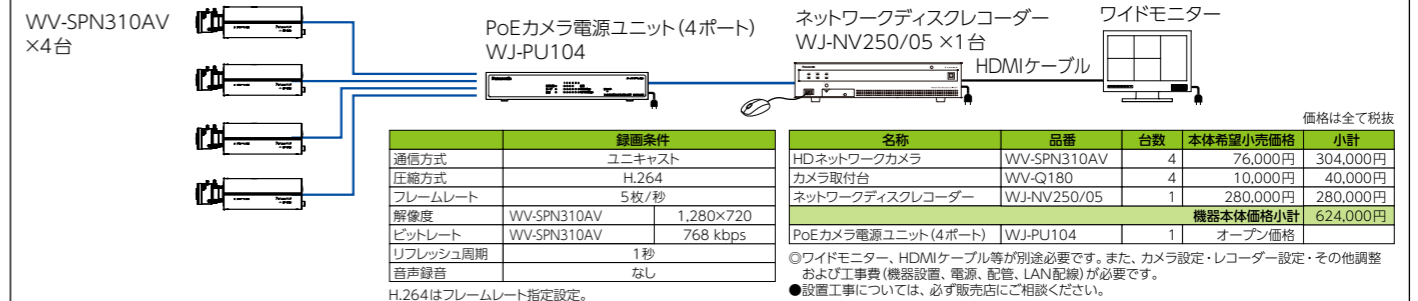 WV-SPN310AV
×4台
PoEカメラ電源ユニット(4ポート)
WJ-PU104
ネットワークディスクレコーダー
WJ-NV250/05 ×1台
HDMIケーブル
ワイドモニター
録画条件
通信方式 ユニキャスト
圧縮方式 H.264
フレームレート 5枚/秒
解像度 WV-SPN310AV 1,280×720
ビットレート WV-SPN310AV 768 kbps
リフレッシュ周期 1秒
音声録音 なし
H.264はフレームレート指定設定。
価格は全て税抜
名称 品番 台数 本体希望小売価格 小計
HDネットワークカメラ WV-SPN310AV 4 76,000円 304,000円
カメラ取付台 WV-Q180 4 10,000円 40,000円
ネットワークディスクレコーダー WJ-NV250/05 1 280,000円 280,000円
機器本体価格小計 624,000円
PoEカメラ電源ユニット(4ポート) WJ-PU104 1 オープン価格
◎ワイドモニター、HDMIケーブル等が別途必要です。また、カメラ設定・レコーダー設定・その他調整
および工事費(機器設置、電源、配管、LAN配線)が必要です。
●設置工事については、必ず販売店にご相談ください。